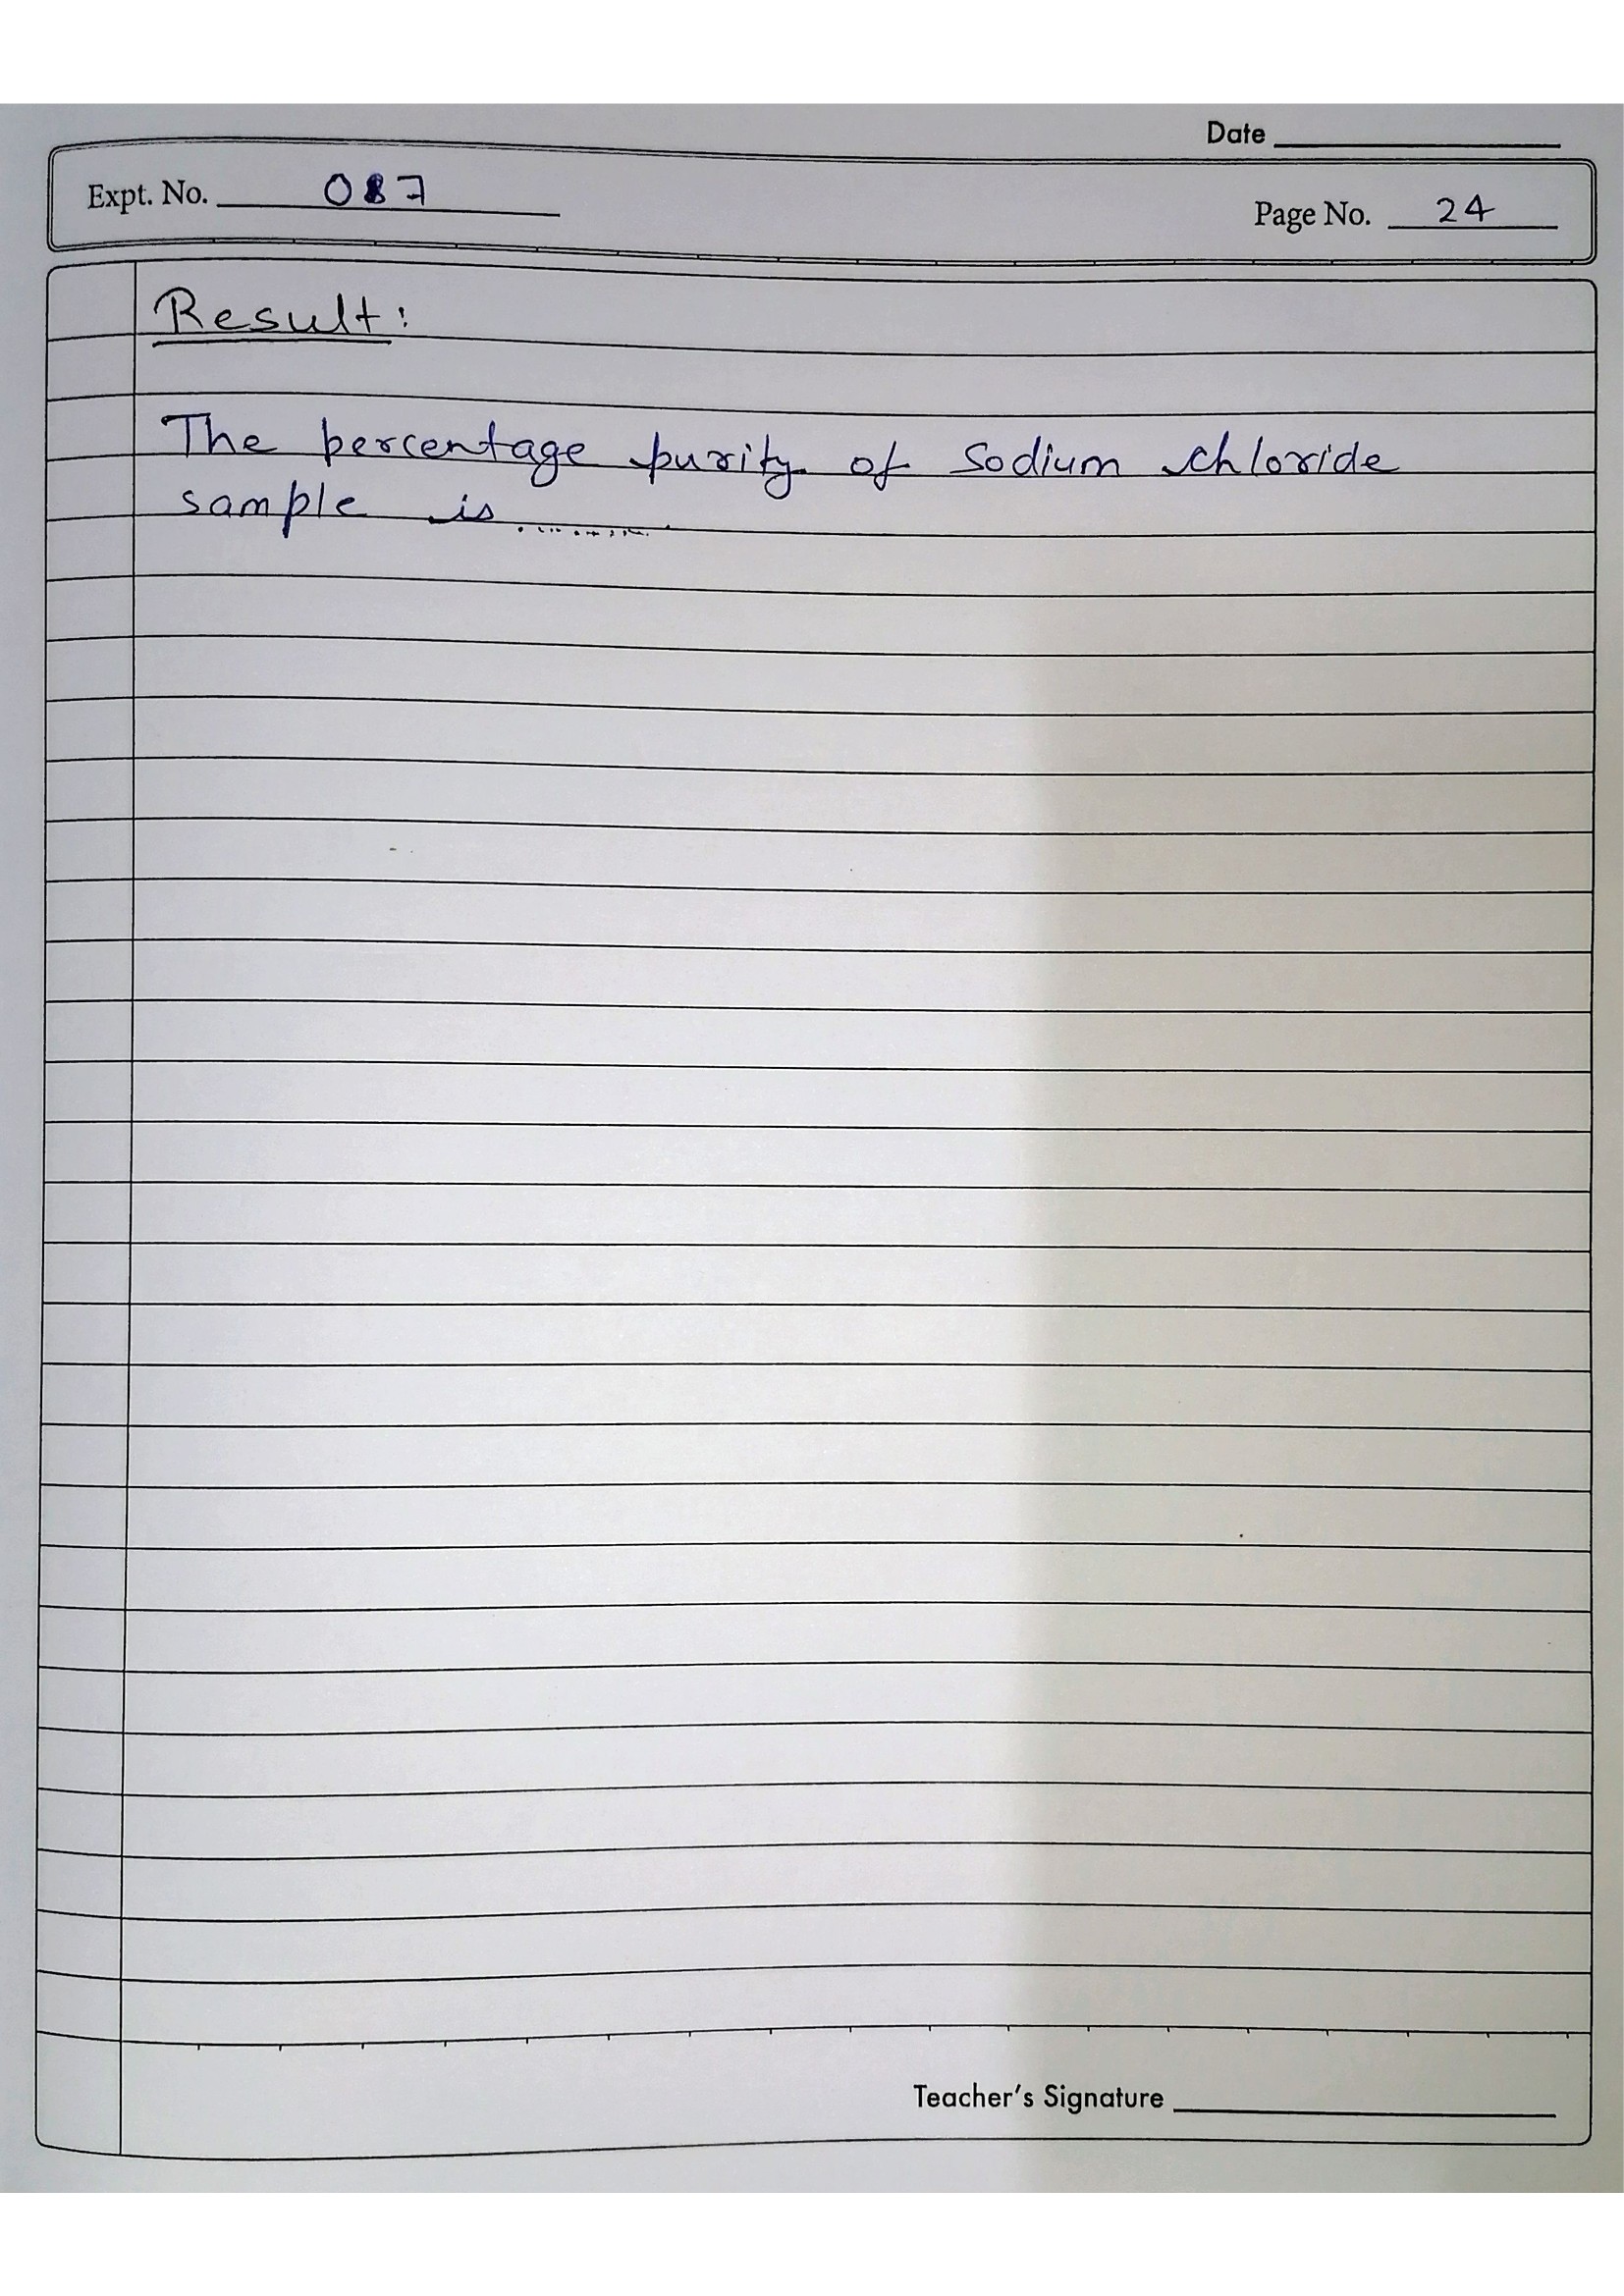 Date
Expt. No. 087
Page No. 24
Result:
The percentage purity of Sodium chloride
sample is ............
Teacher's Signature